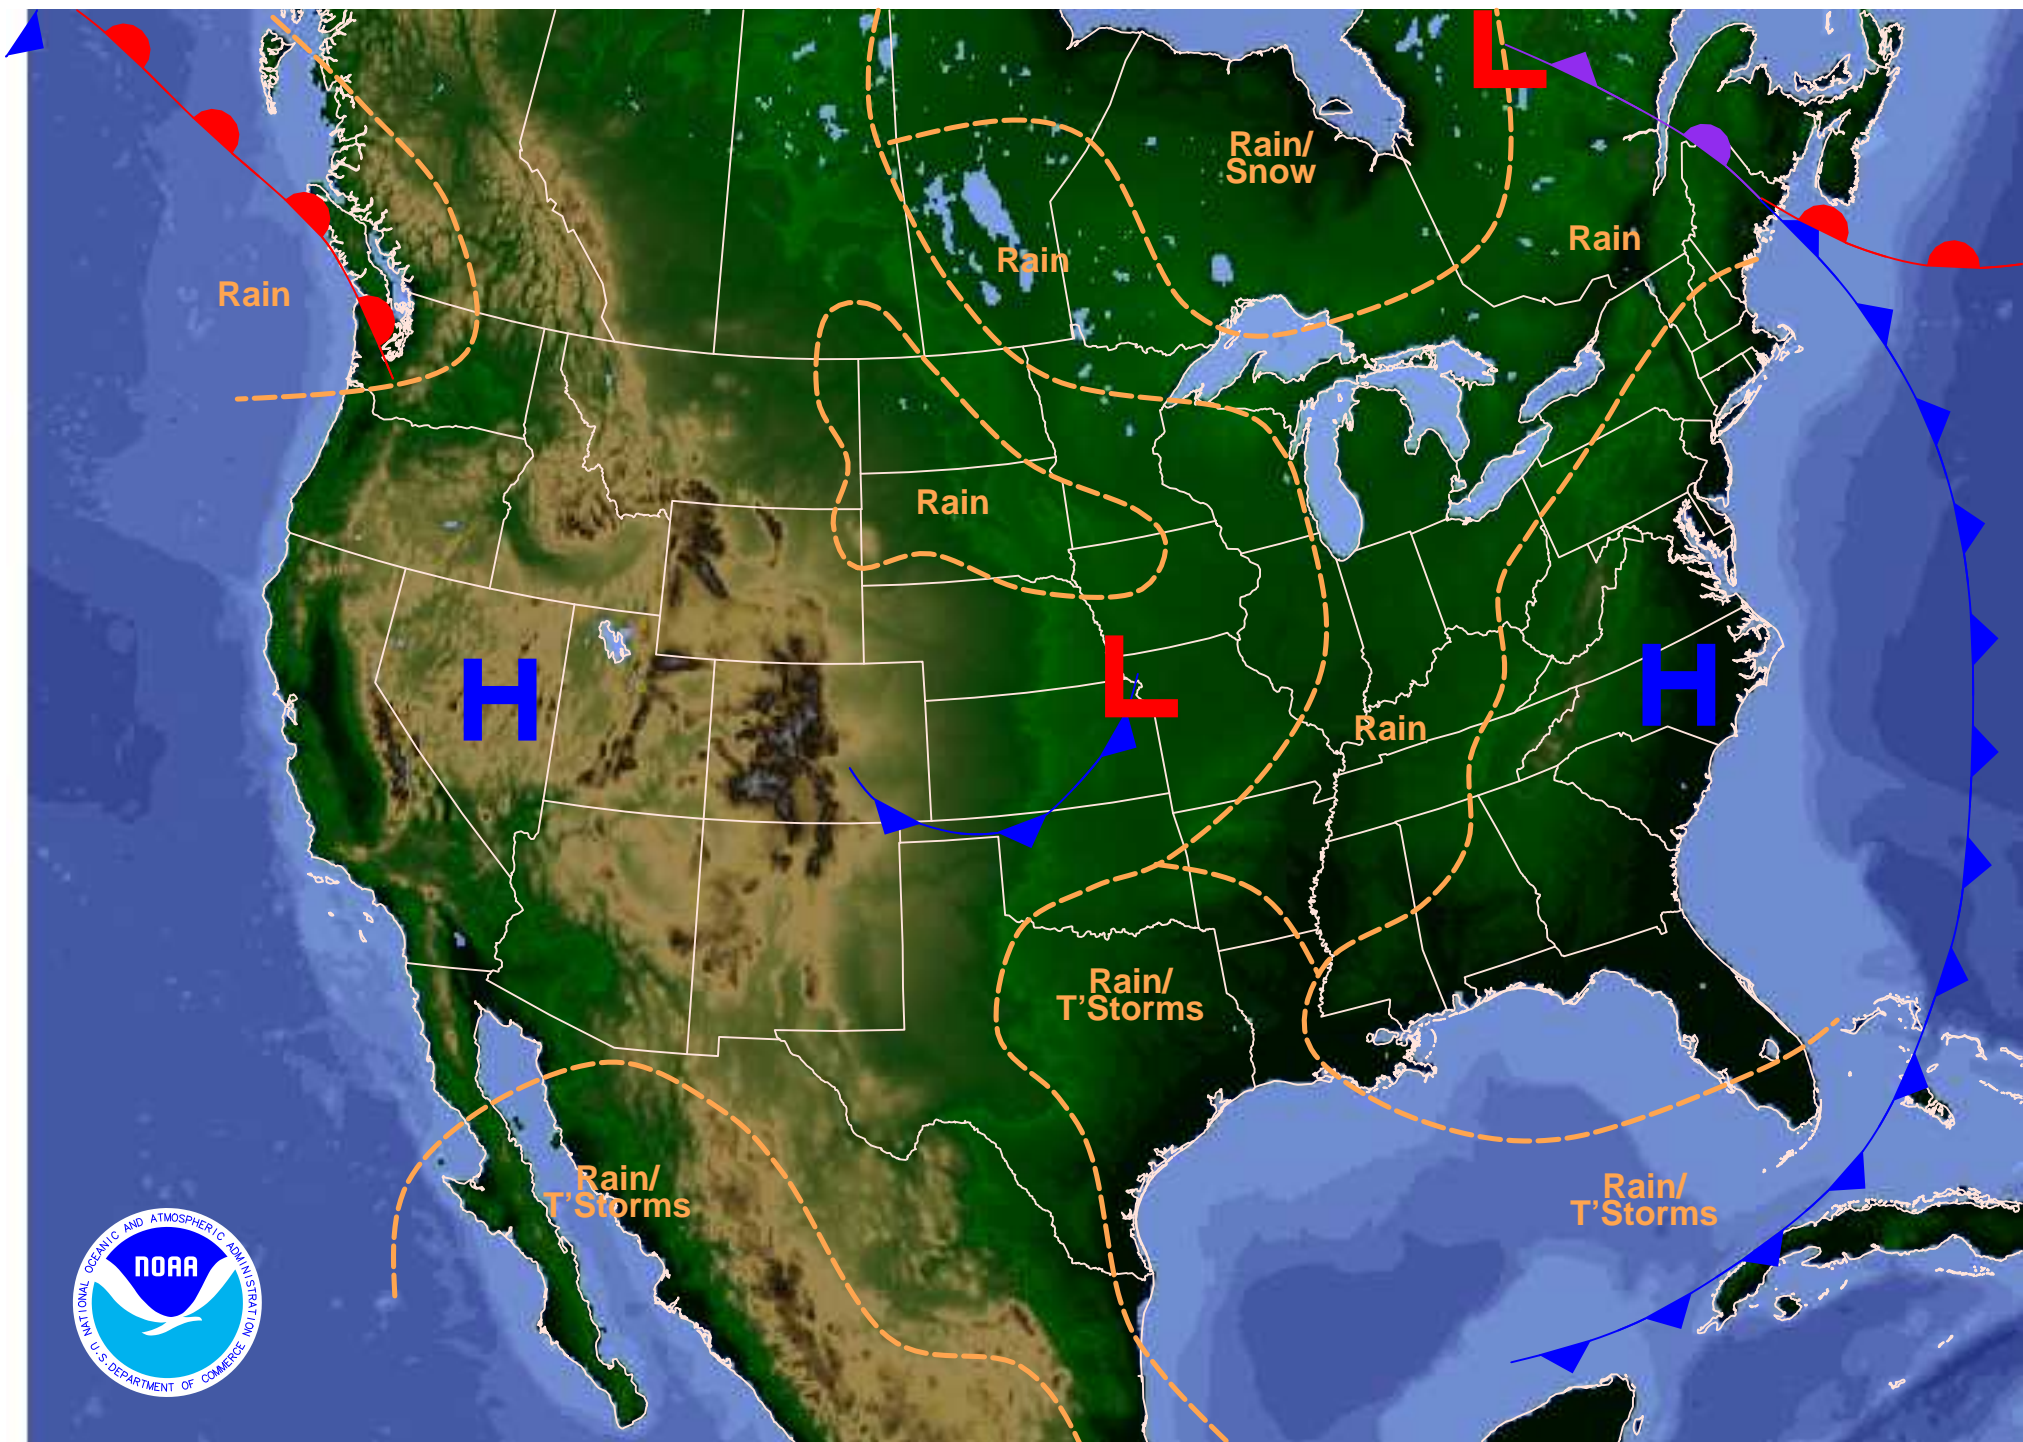 L
Rain/
Snow
Rain
Rain
Rain
Rain
H
L
H
Rain
Rain/
T'Storms
Rain/
T'Storms
Rain/
T'Storms
NATIONAL OCEANIC AND ATMOSPHERIC ADMINISTRATION
NOAA
U.S. DEPARTMENT OF COMMERCE